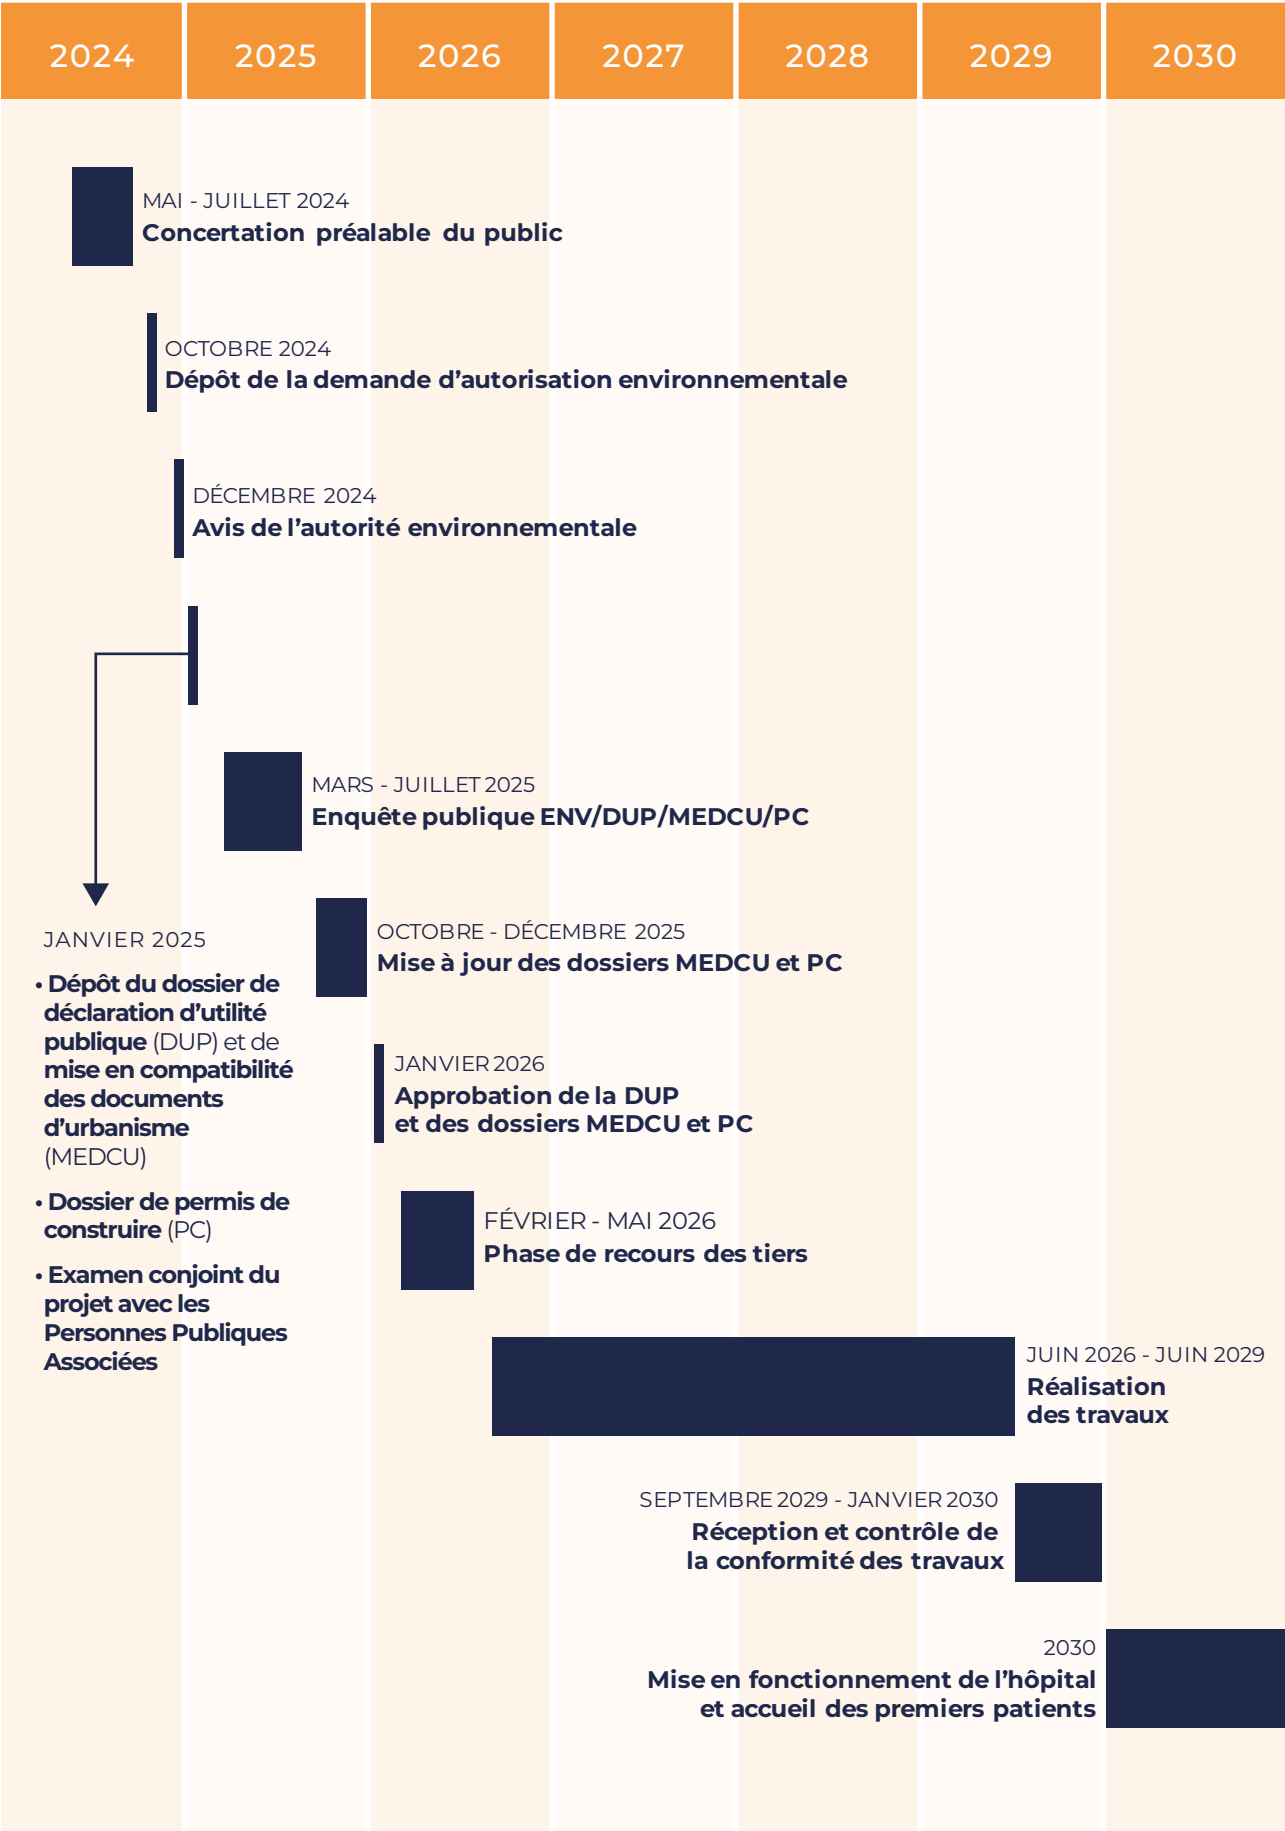 2024 2025 2026 2027 2028 2029 2030
MAI - JUILLET 2024
Concertation préalable du public
OCTOBRE 2024
Dépôt de la demande d’autorisation environnementale
DÉCEMBRE 2024
Avis de l’autorité environnementale
JANVIER 2025
• Dépôt du dossier de
déclaration d’utilité
publique (DUP) et de
mise en compatibilité
des documents
d’urbanisme
(MEDCU)
• Dossier de permis de
construire (PC)
• Examen conjoint du
projet avec les
Personnes Publiques
Associées
MARS - JUILLET 2025
Enquête publique ENV/DUP/MEDCU/PC
OCTOBRE - DÉCEMBRE 2025
Mise à jour des dossiers MEDCU et PC
JANVIER 2026
Approbation de la DUP
et des dossiers MEDCU et PC
FÉVRIER - MAI 2026
Phase de recours des tiers
JUIN 2026 - JUIN 2029
Réalisation
des travaux
SEPTEMBRE 2029 - JANVIER 2030
Réception et contrôle de
la conformité des travaux
2030
Mise en fonctionnement de l’hôpital
et accueil des premiers patients